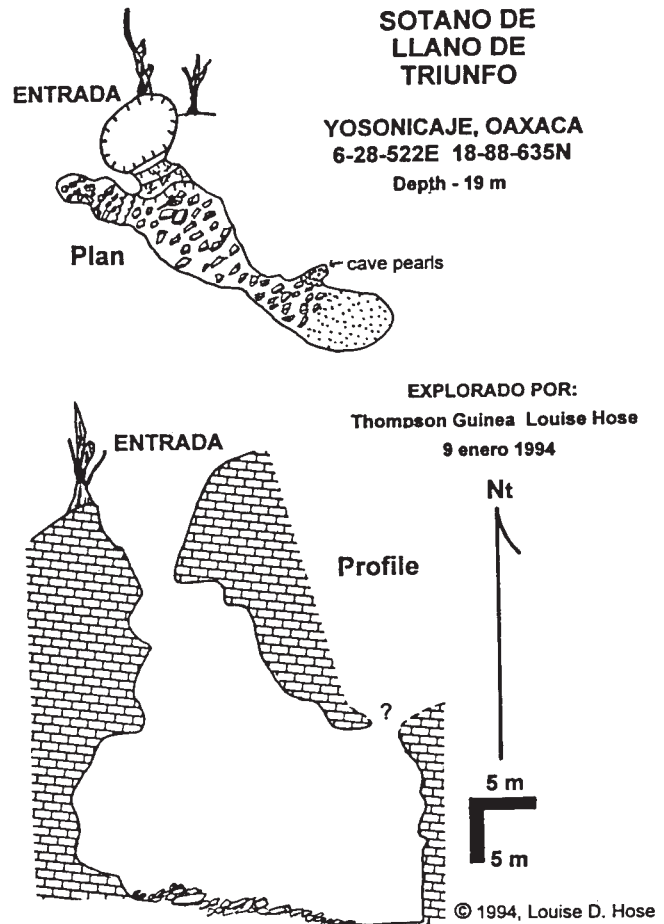 SOTANO DE
LLANO DE
TRIUNFO
ENTRADA
YOSONICAJE, OAXACA
6-28-522E 18-88-635N
Depth - 19 m
Plan
cave pearls
EXPLORADO POR:
Thompson Guinea Louise Hose
9 enero 1994
ENTRADA
Nt
Profile
?
5 m
5 m
© 1994, Louise D. Hose